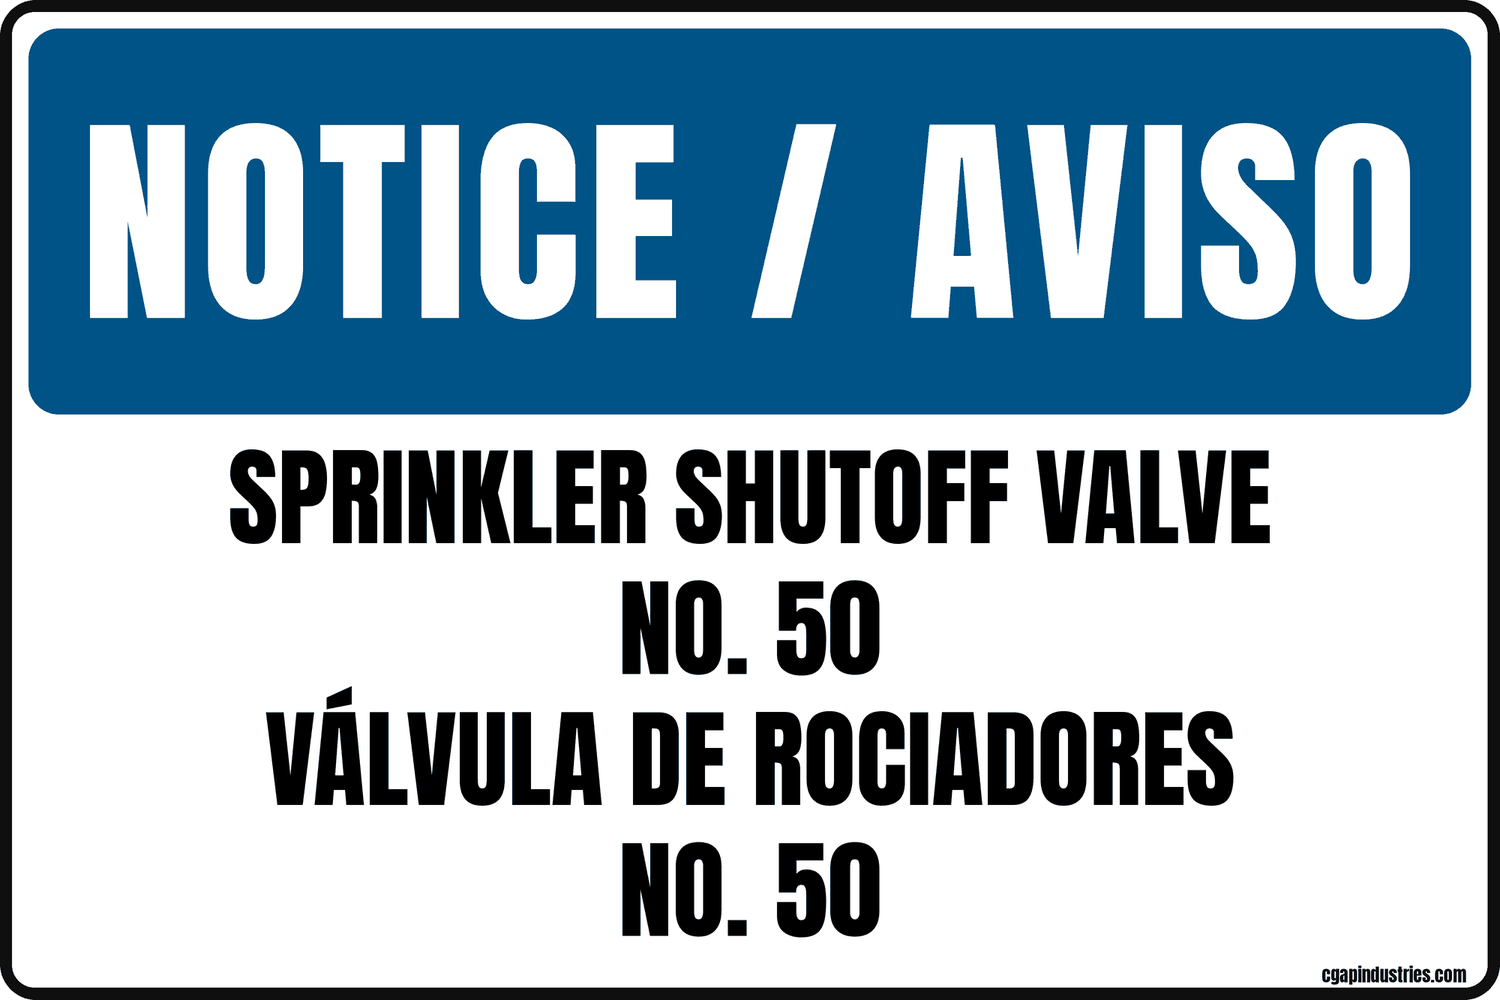 NOTICE / AVISO
SPRINKLER SHUTOFF VALVE
NO. 50
VÁLVULA DE ROCIADORES
NO. 50
cgapindustries.com